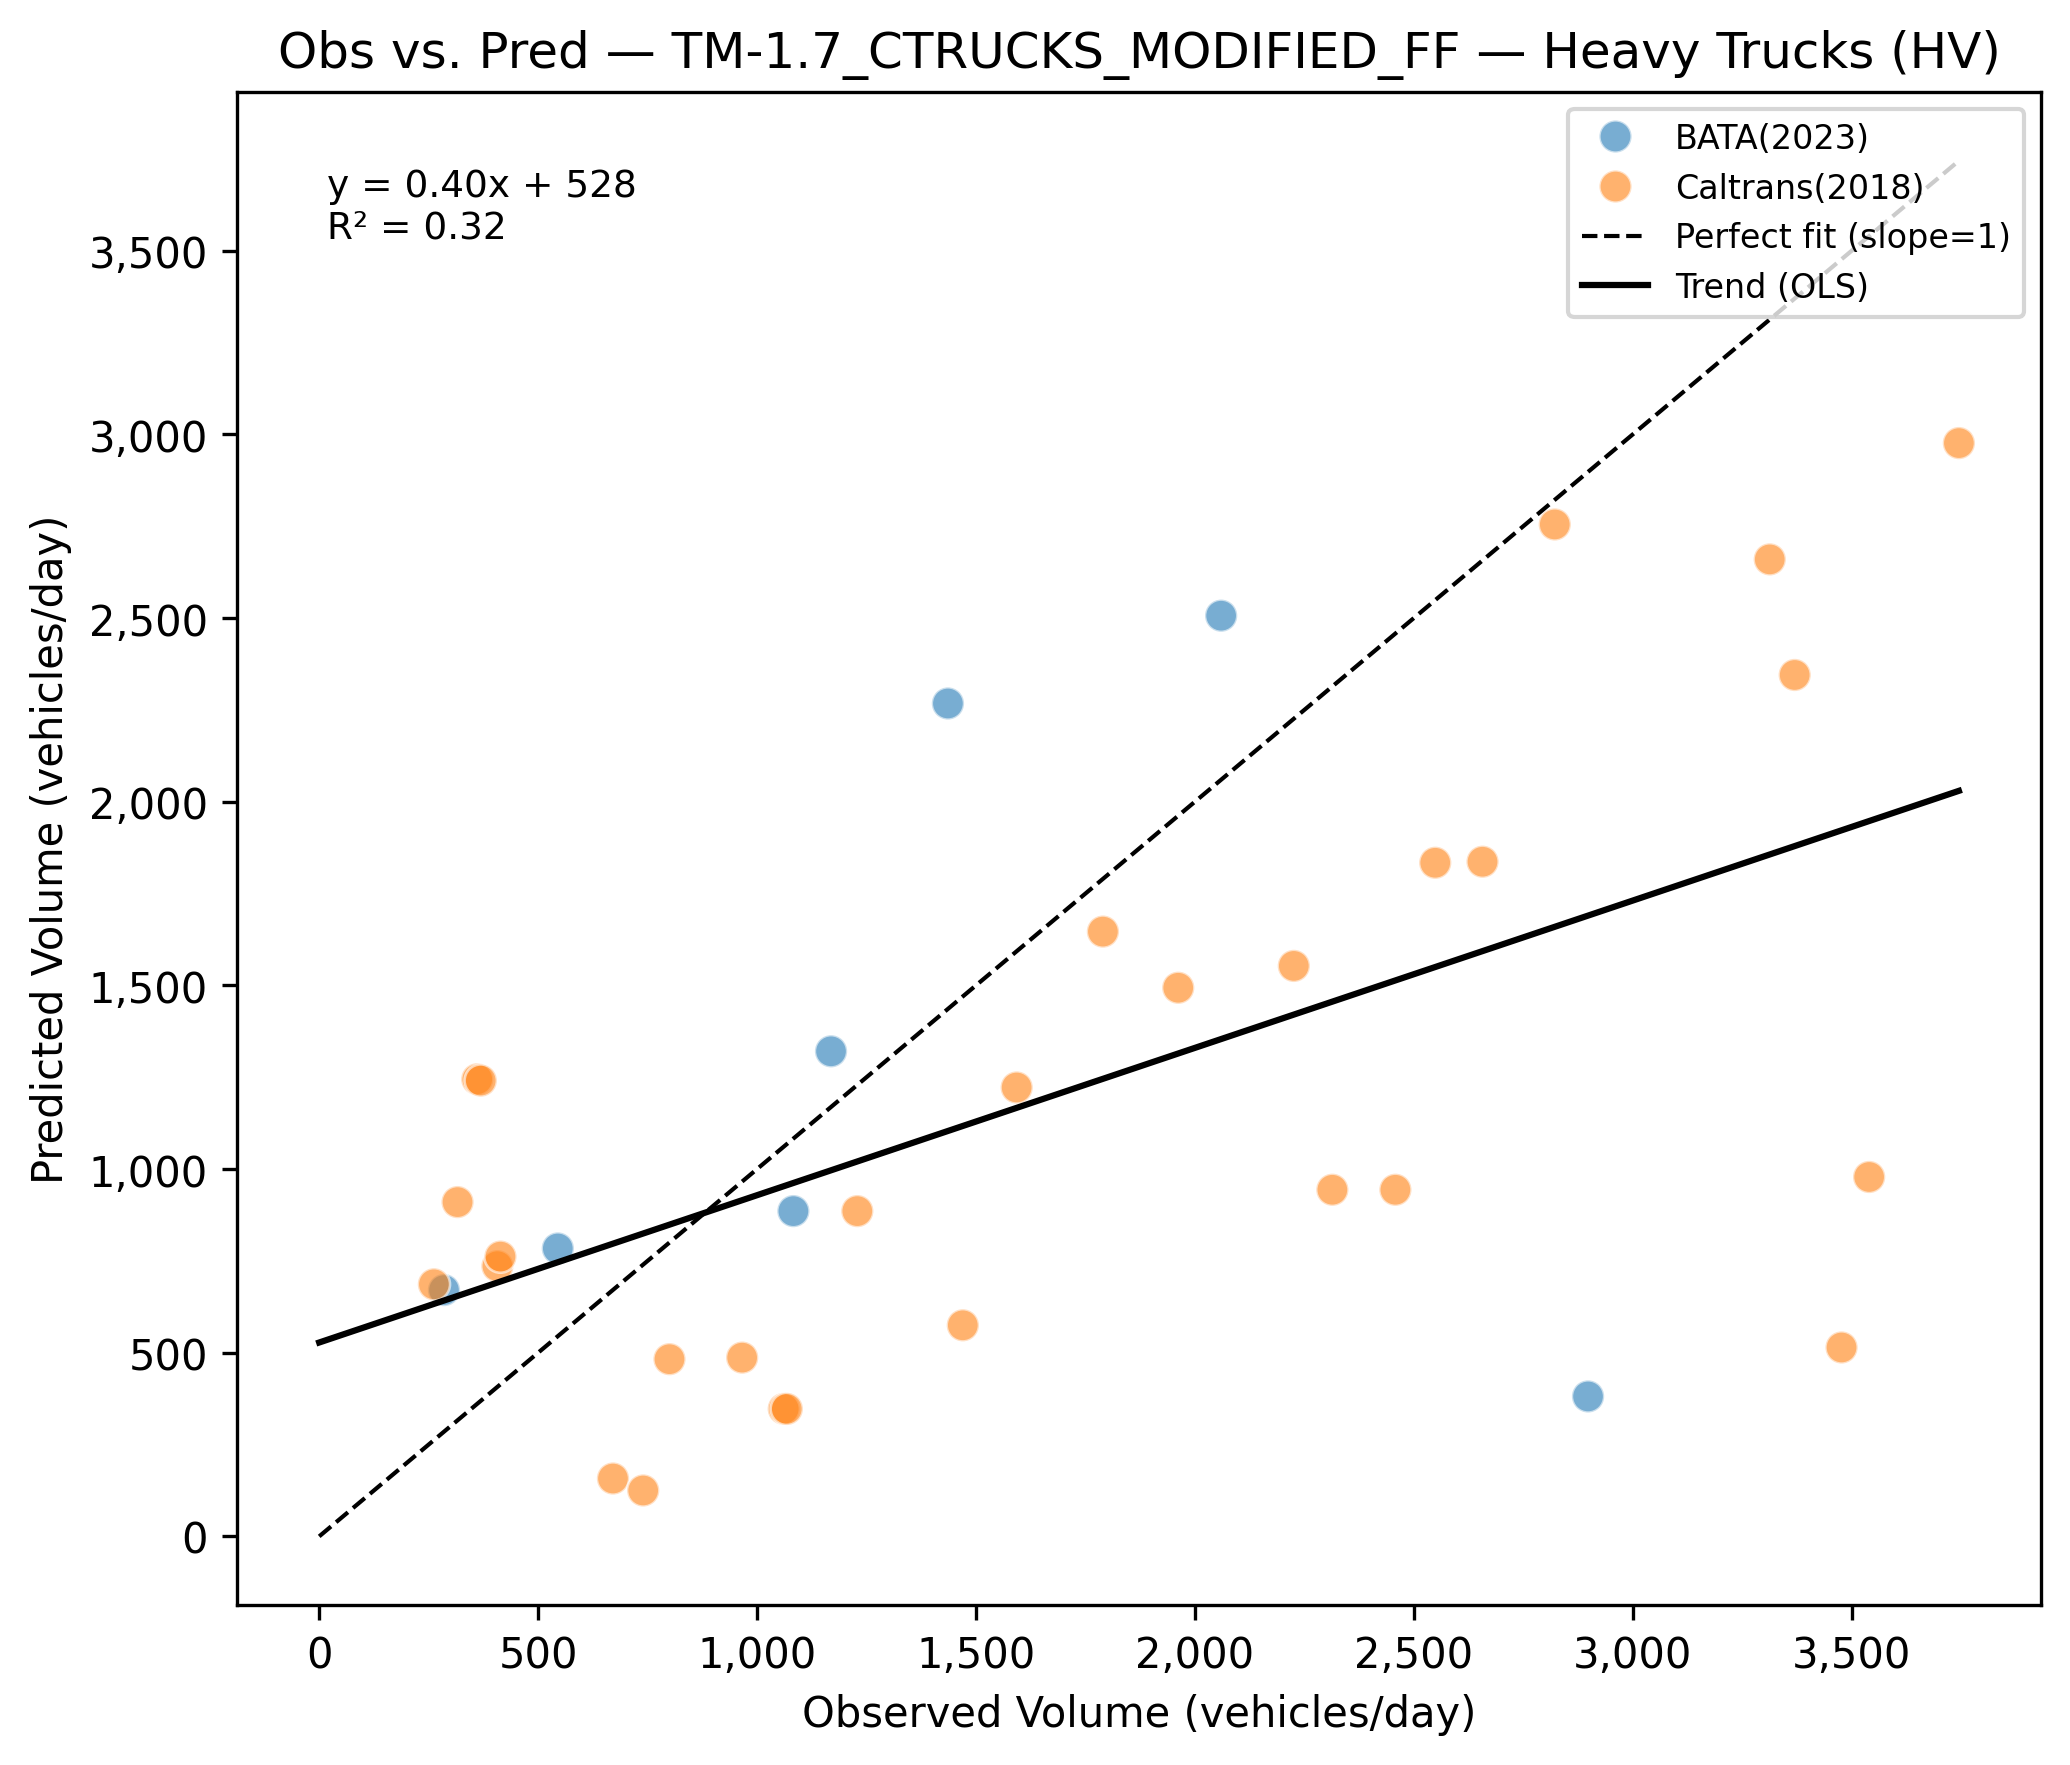 Obs vs. Pred — TM-1.7_CTRUCKS_MODIFIED_FF — Heavy Trucks (HV)
y = 0.40x + 528
R² = 0.32
BATA(2023)
Caltrans(2018)
Perfect fit (slope=1)
Trend (OLS)
Predicted Volume (vehicles/day)
3,500
3,000
2,500
2,000
1,500
1,000
500
0
0 500 1,000 1,500 2,000 2,500 3,000 3,500
Observed Volume (vehicles/day)